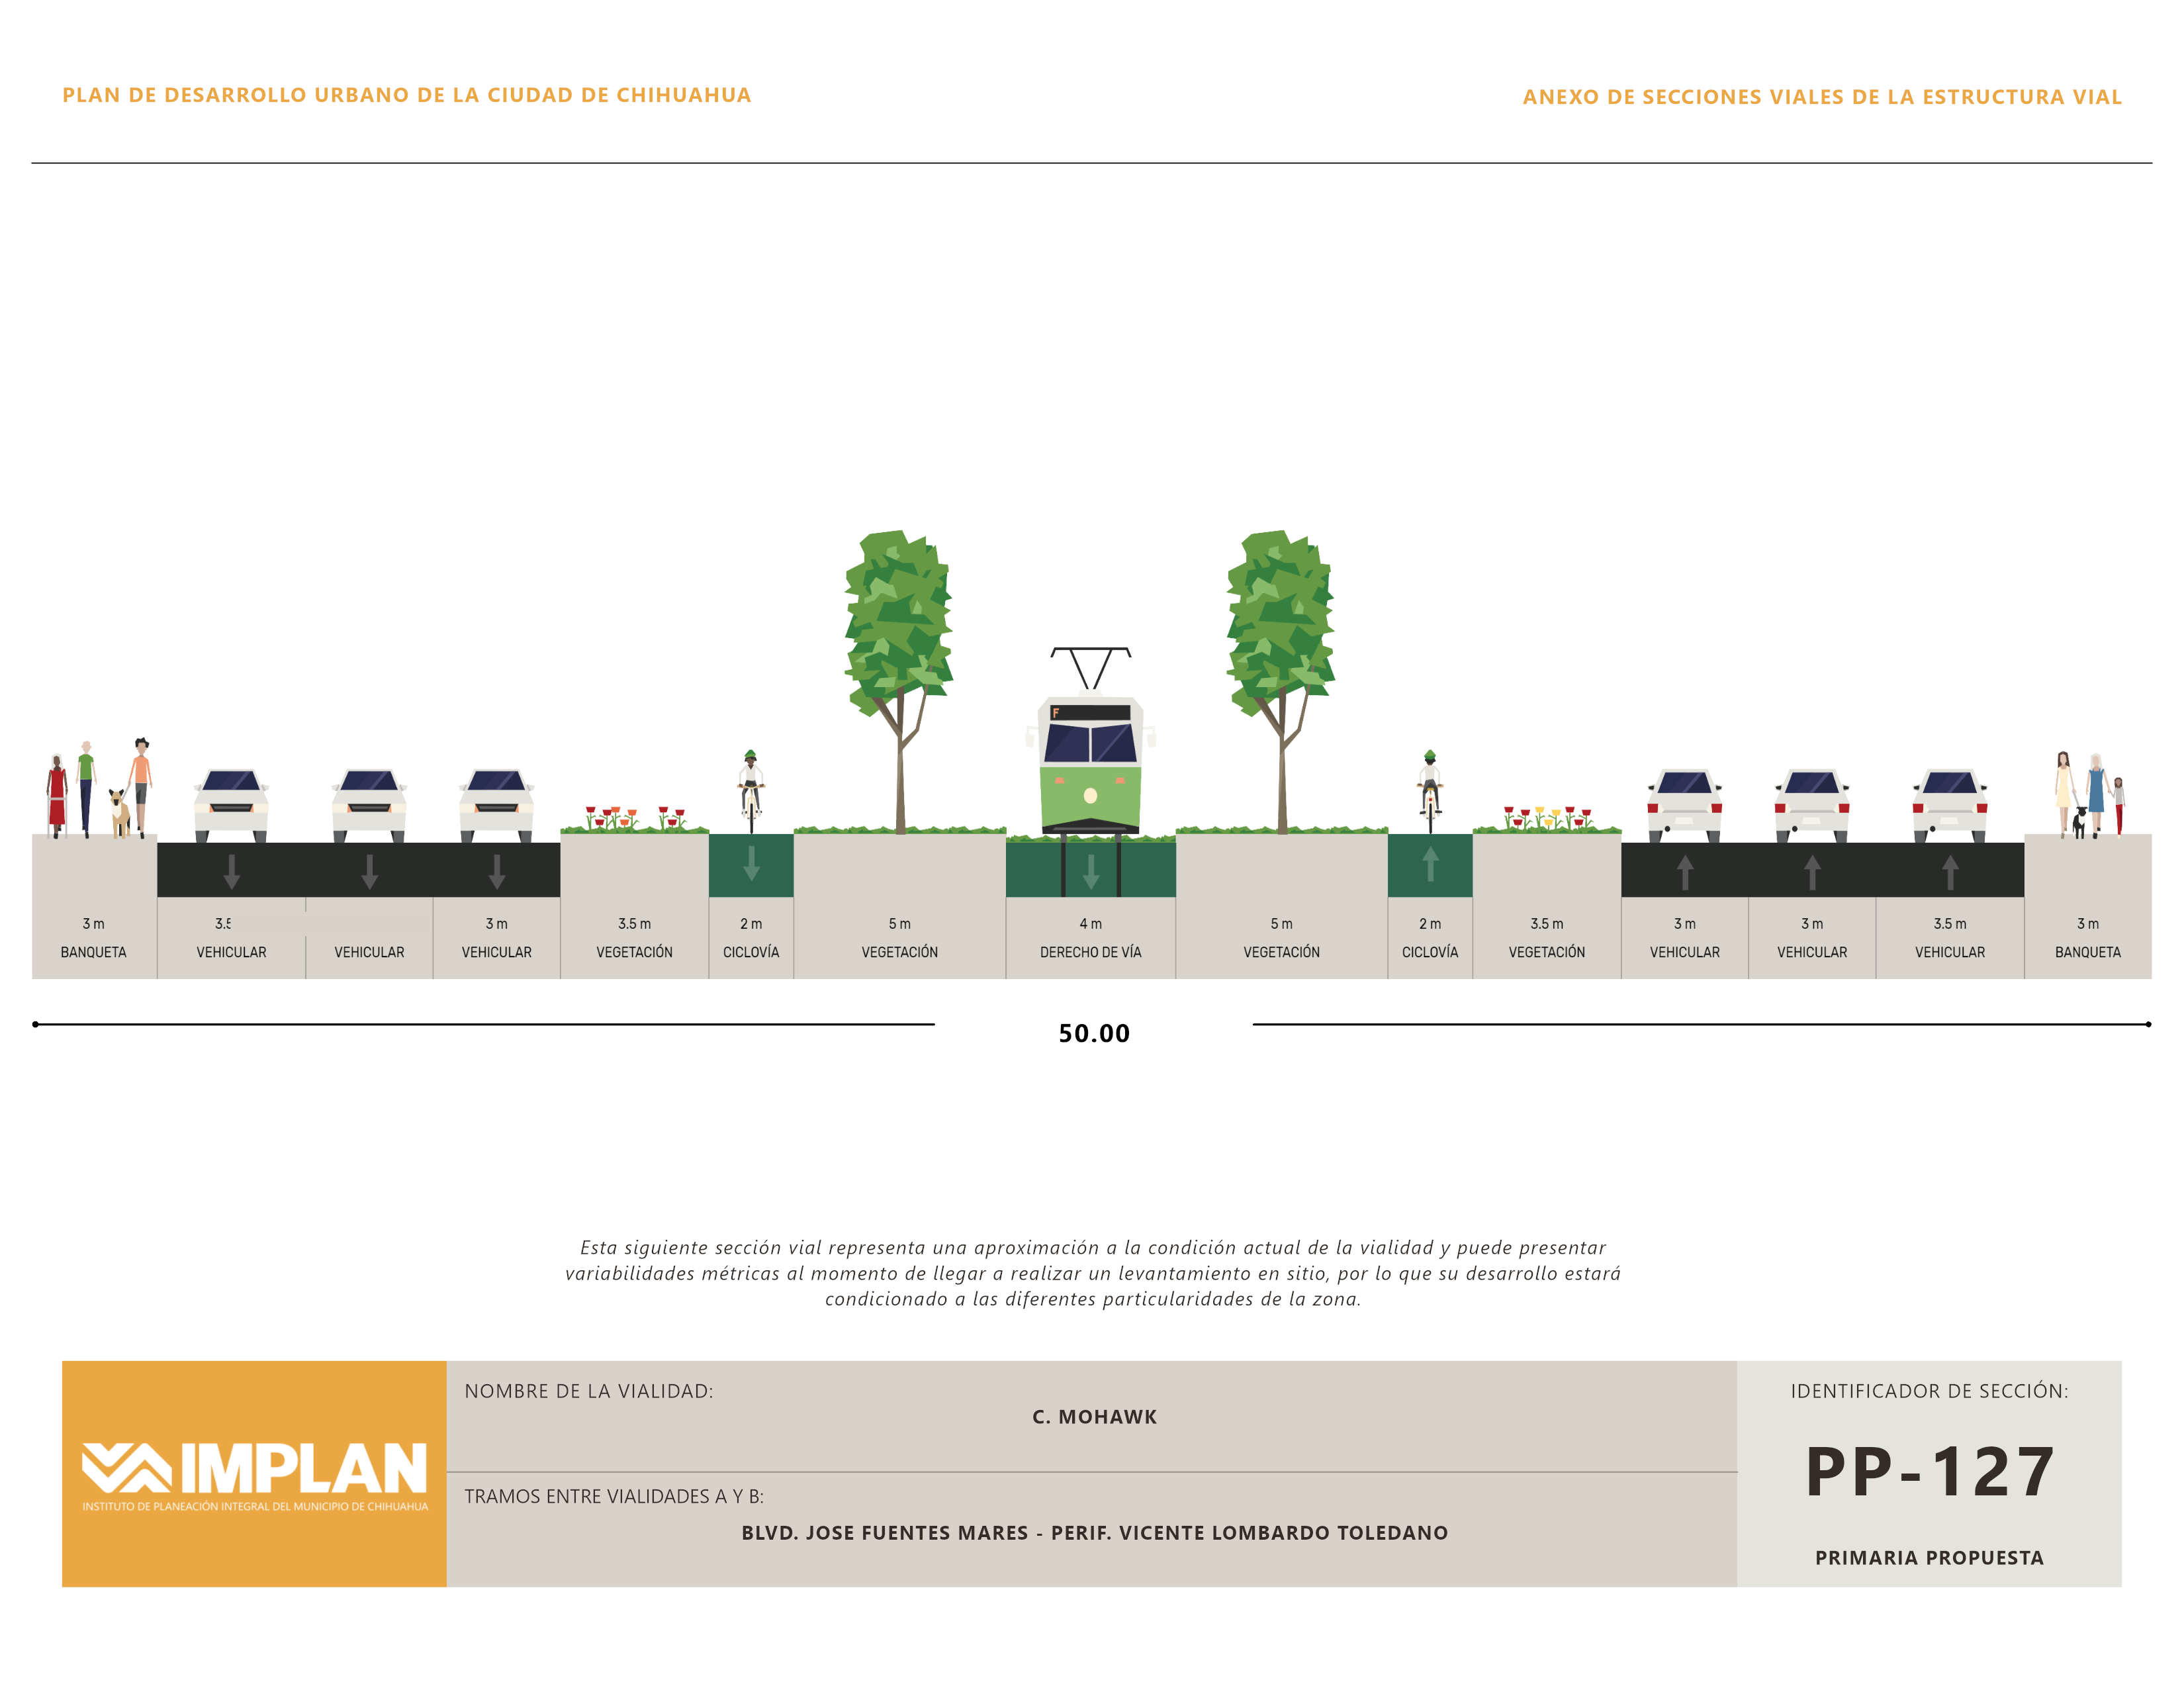 PLAN DE DESARROLLO URBANO DE LA CIUDAD DE CHIHUAHUA
ANEXO DE SECCIONES VIALES DE LA ESTRUCTURA VIAL
F
3 m 3.5 3 m 3.5 m 2 m 5 m 4 m 5 m 2 m 3.5 m 3 m 3 m 3.5 m 3 m
BANQUETA VEHICULAR VEHICULAR VEHICULAR VEGETACIÓN CICLOVÍA VEGETACIÓN DERECHO DE VÍA VEGETACIÓN CICLOVÍA VEGETACIÓN VEHICULAR VEHICULAR VEHICULAR BANQUETA
50.00
Esta siguiente sección vial representa una aproximación a la condición actual de la vialidad y puede presentar
variabilidades métricas al momento de llegar a realizar un levantamiento en sitio, por lo que su desarrollo estará
condicionado a las diferentes particularidades de la zona.
IMPLAN
INSTITUTO DE PLANEACIÓN INTEGRAL DEL MUNICIPIO DE CHIHUAHUA
NOMBRE DE LA VIALIDAD:
C. MOHAWK
TRAMOS ENTRE VIALIDADES A Y B:
BLVD. JOSE FUENTES MARES - PERIF. VICENTE LOMBARDO TOLEDANO
IDENTIFICADOR DE SECCIÓN:
PP-127
PRIMARIA PROPUESTA